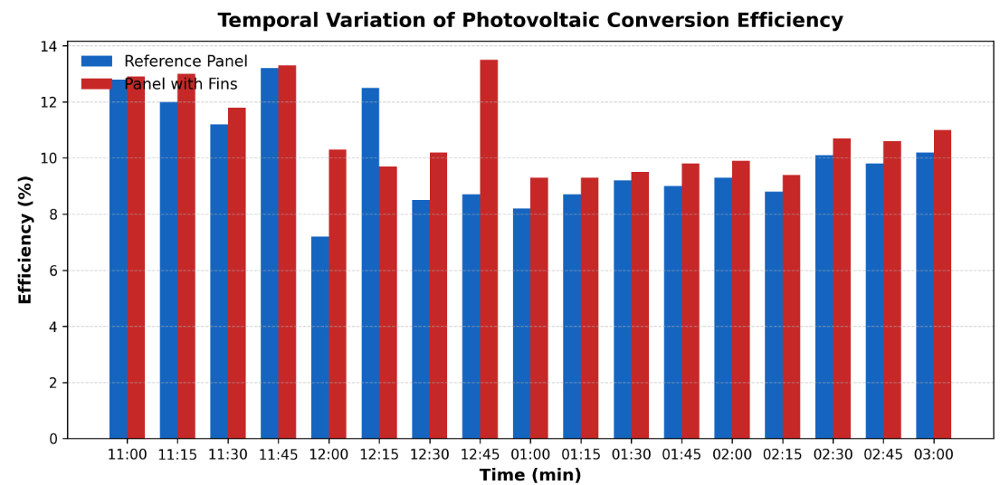 Temporal Variation of Photovoltaic Conversion Efficiency
Reference Panel
Panel with Fins
Efficiency (%)
14
12
10
8
6
4
2
0
11:00 11:15 11:30 11:45 12:00 12:15 12:30 12:45 01:00 01:15 01:30 01:45 02:00 02:15 02:30 02:45 03:00
Time (min)